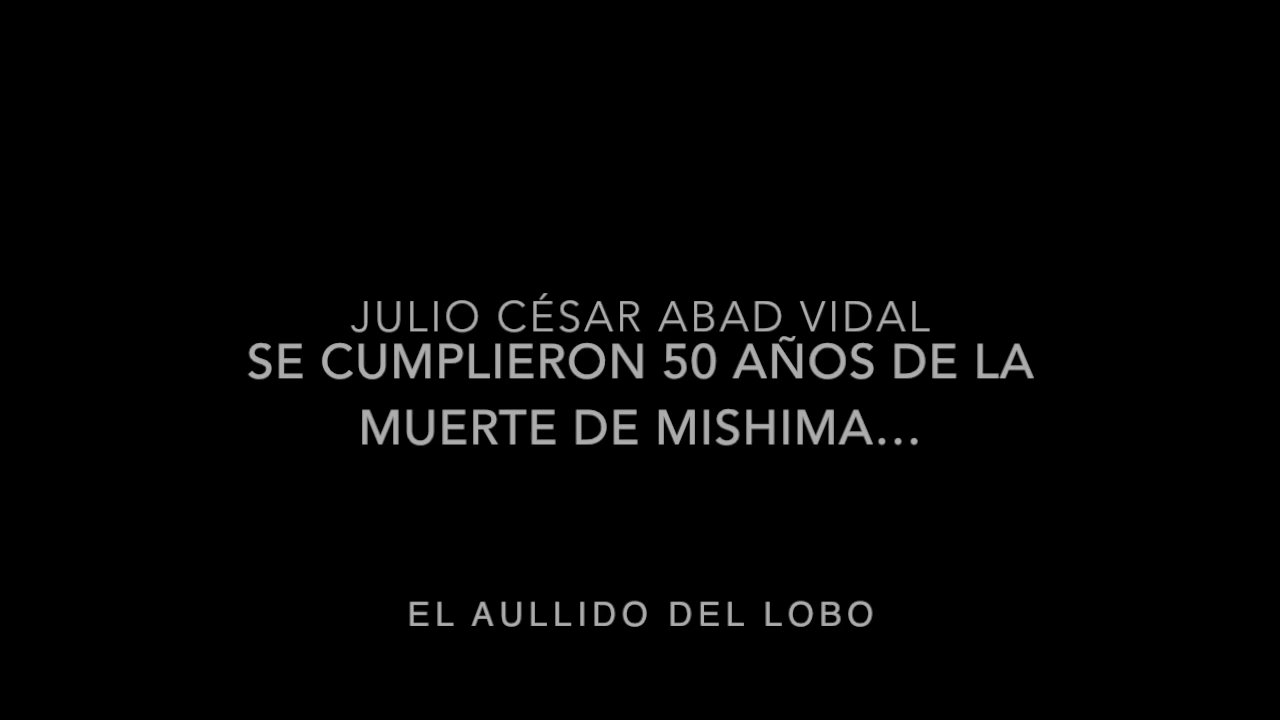 JULIO CÉSAR ABAD VIDAL
SE CUMPLIERON 50 AÑOS DE LA
MUERTE DE MISHIMA...
EL AULLIDO DEL LOBO